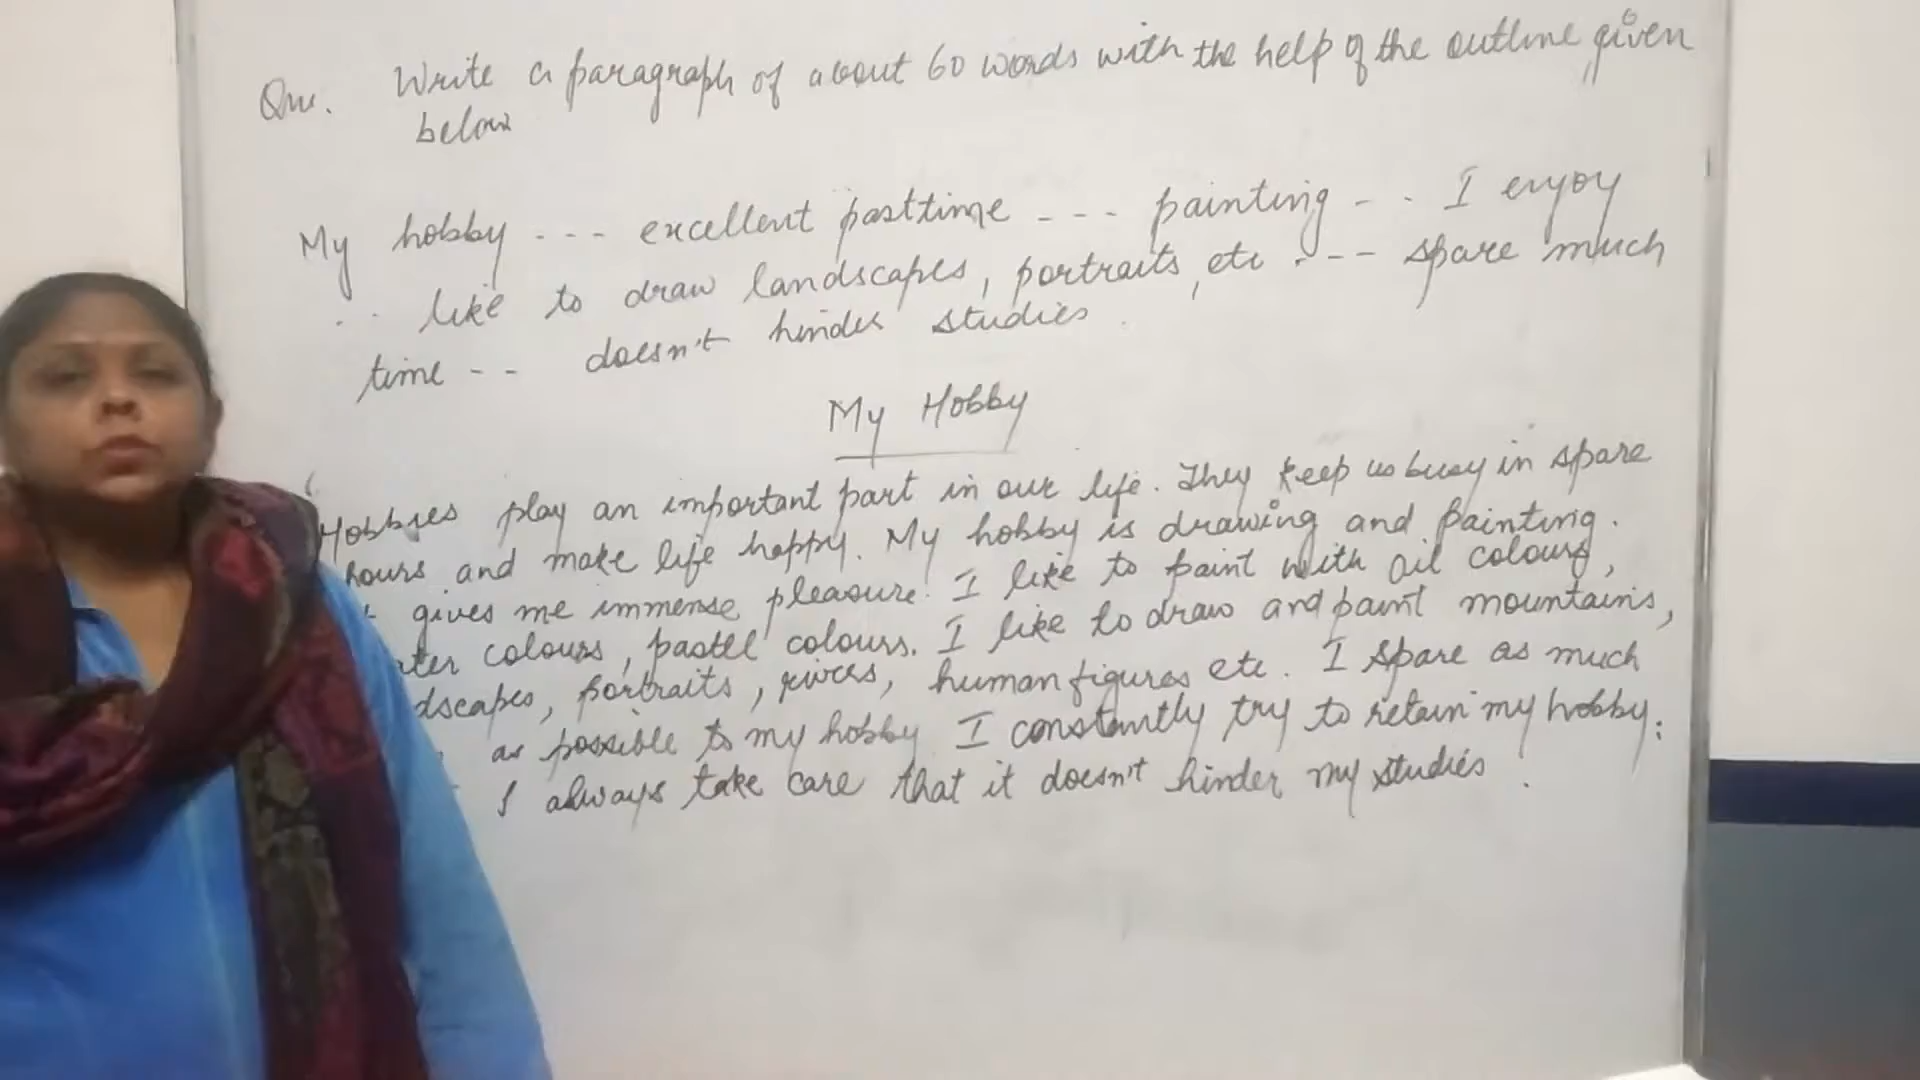 Qu. Write a paragraph of about 60 words with the help of the outline given
below
My hobby --- excellent pasttime --- painting -- I enjoy
.. like to draw landscapes, portraits, etc --- spare much
time -- doesn't hinder studies.
My Hobby
Hobbies play an important part in our life. They keep us busy in spare
hours and make life happy. My hobby is drawing and painting.
gives me immense pleasure. I like to paint with oil colours,
ater colours, pastel colours. I like to draw and paint mountains,
dscapes, portraits, rivers, human figures etc. I spare as much
as possible to my hobby I constantly try to retain my hobby.
I always take care that it doesn't hinder my studies.